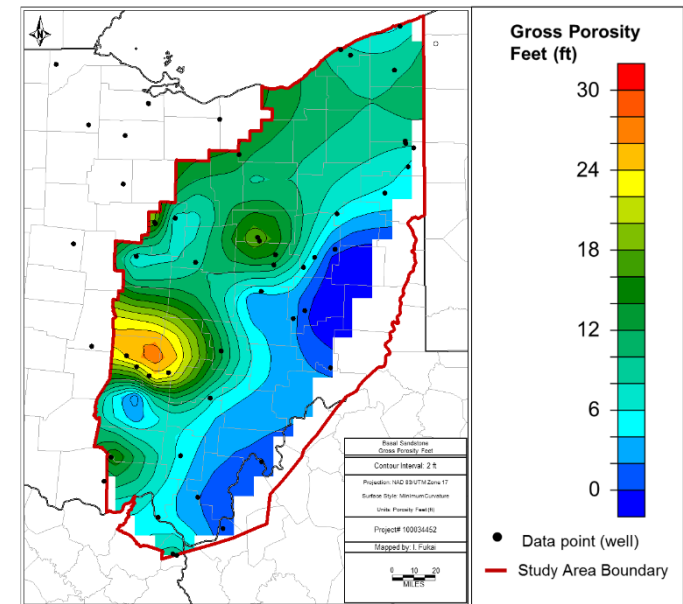 Gross Porosity
Feet (ft)
30
24
18
12
6
0
Data point (well)
Study Area Boundary
Basal Sandstone
Gross Porosity Feet
Contour Interval: 2 ft
Projection: NAD 83 UTM Zone 17
Surface Style: Minimum Curvature
Units: Porosity Feet (ft)
Project# 100034452
Mapped by: I. Fukai
0 10 20
MILES